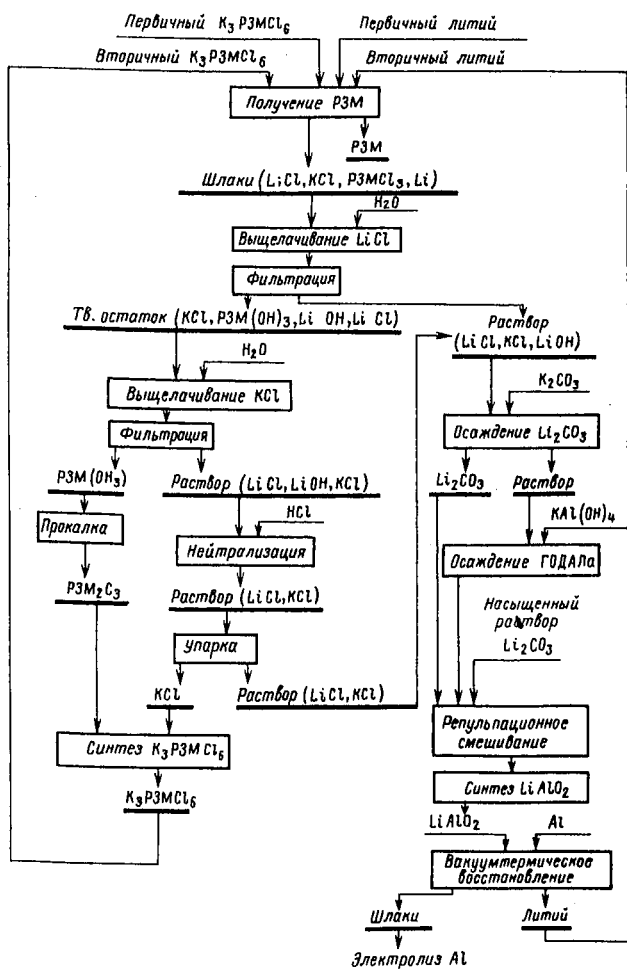 Первичный K₃РЗМCl₆
Первичный литий
Вторичный K₃РЗМCl₆
Вторичный литий
Получение РЗМ
РЗМ
Шлаки (LiCl, KCl, РЗМCl₃, Li)
H₂O
Выщелачивание LiCl
Фильтрация
Тв. остаток (KCl, РЗМ(OH)₃, Li OH, Li Cl)
Раствор
(LiCl, KCl, LiOH)
H₂O
Выщелачивание KCl
K₂CO₃
Фильтрация
Осаждение Li₂CO₃
РЗМ(OH₃)
Раствор (LiCl, LiOH, KCl)
Li₂CO₃
Раствор
HCl
KAl(OH)₄
Прокалка
Нейтрализация
Осаждение ГОДАЛа
РЗМ₂C₃
Раствор (LiCl, KCl)
Насыщенный
раствор
Li₂CO₃
Упарка
KCl
Раствор (LiCl, KCl)
Репульпационное
смешивание
Синтез K₃РЗМCl₆
Синтез LiAlO₂
K₃РЗМCl₆
LiAlO₂
Al
Вакуумтермическое
восстановление
Шлаки
Литий
Электролиз Al